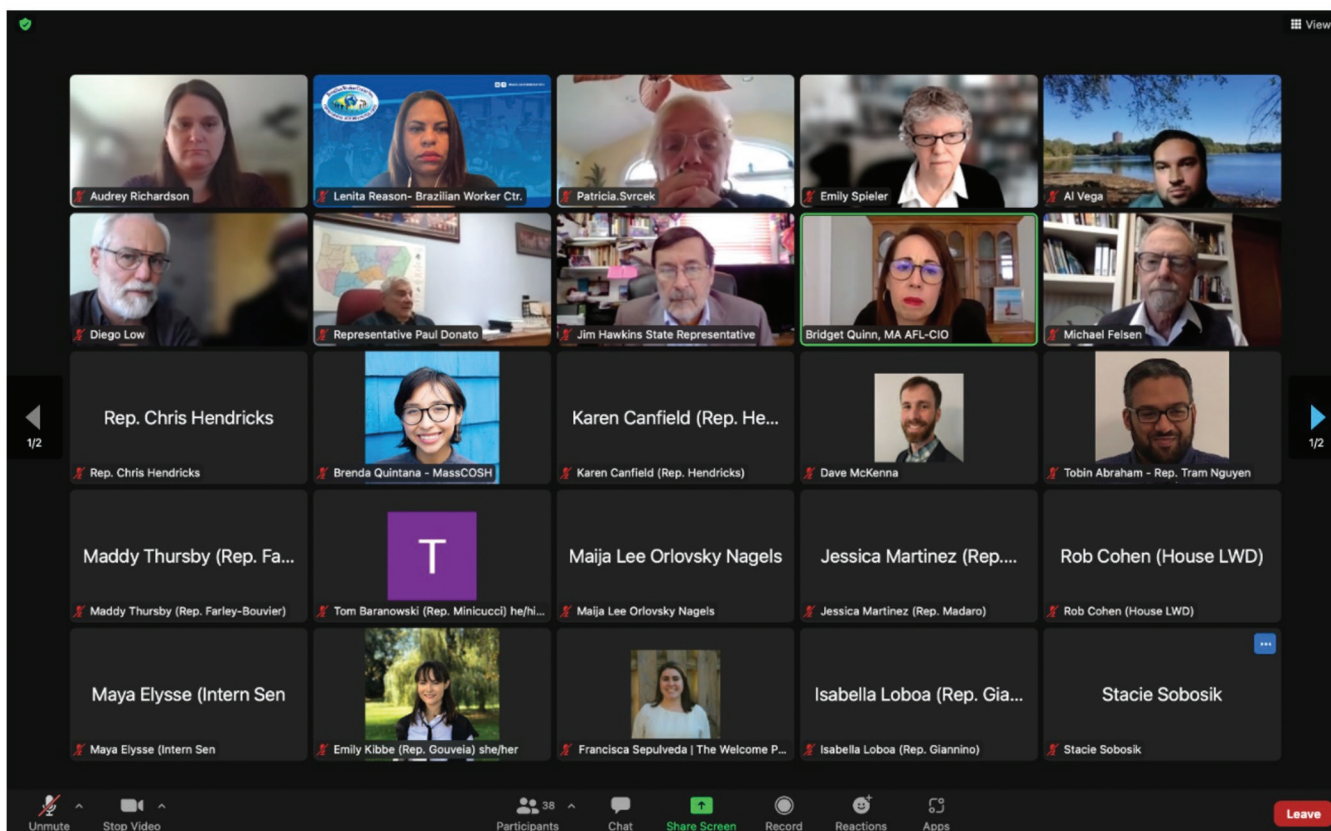 View
Audrey Richardson
Lenita Reason- Brazilian Worker Ctr.
Patricia.Svrcek
Emily Spieler
Al Vega
Diego Low
Representative Paul Donato
Jim Hawkins State Representative
Bridget Quinn, MA AFL-CIO
Michael Felsen
1/2
Rep. Chris Hendricks
Karen Canfield (Rep. He...
1/2
Rep. Chris Hendricks
Brenda Quintana - MassCOSH
Karen Canfield (Rep. Hendricks)
Dave McKenna
Tobin Abraham - Rep. Tram Nguyen
Maddy Thursby (Rep. Fa...
T
Maija Lee Orlovsky Nagels
Jessica Martinez (Rep....
Rob Cohen (House LWD)
Maddy Thursby (Rep. Farley-Bouvier)
Tom Baranowski (Rep. Minicucci) he/hi...
Maija Lee Orlovsky Nagels
Jessica Martinez (Rep. Madaro)
Rob Cohen (House LWD)
Maya Elysse (Intern Sen
Isabella Loboa (Rep. Gia...
Stacie Sobosik
Maya Elysse (Intern Sen
Emily Kibbe (Rep. Gouveia) she/her
Francisca Sepulveda | The Welcome P...
Isabella Loboa (Rep. Giannino)
Stacie Sobosik
Unmute
Stop Video
38
Participants
Chat
Share Screen
Record
Reactions
Apps
Leave